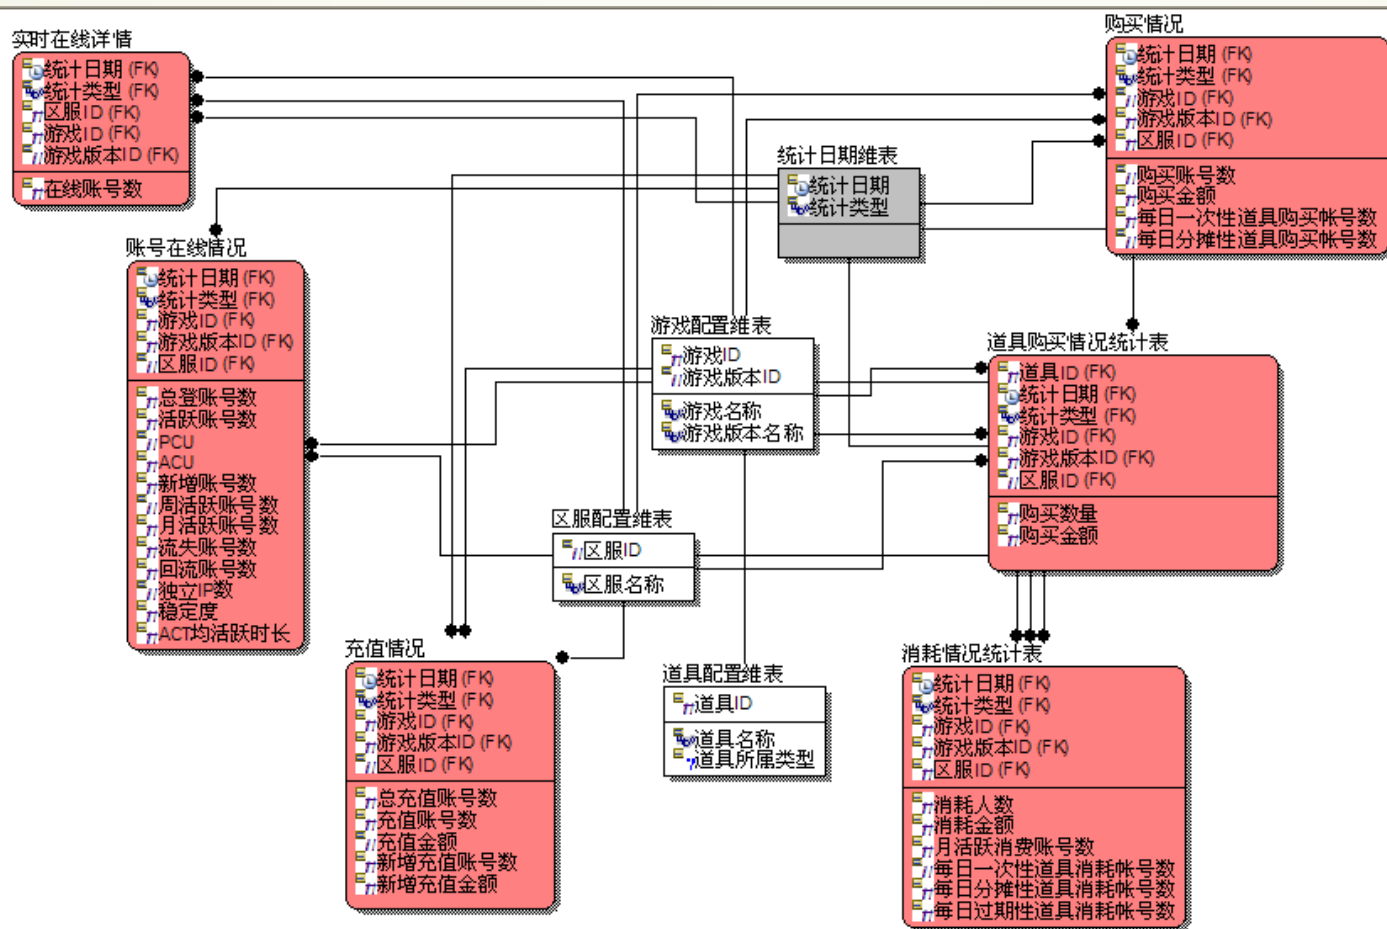 实时在线详情
统计日期 (FK)
统计类型 (FK)
区服ID (FK)
游戏ID (FK)
游戏版本ID (FK)
在线账号数
购买情况
统计日期 (FK)
统计类型 (FK)
游戏ID (FK)
游戏版本ID (FK)
区服ID (FK)
购买账号数
购买金额
每日一次性道具购买帐号数
每日分摊性道具购买帐号数
统计日期維表
统计日期
统计类型
账号在线情况
统计日期 (FK)
统计类型 (FK)
游戏ID (FK)
游戏版本ID (FK)
区服ID (FK)
总登账号数
活跃账号数
PCU
ACU
新增账号数
周活跃账号数
月活跃账号数
流失账号数
回流账号数
独立IP数
稳定度
ACT均活跃时长
游戏配置維表
游戏ID
游戏版本ID
游戏名称
游戏版本名称
道具购买情况统计表
道具ID (FK)
统计日期 (FK)
统计类型 (FK)
游戏ID (FK)
游戏版本ID (FK)
区服ID (FK)
购买数量
购买金额
区服配置維表
区服ID
区服名称
充值情况
统计日期 (FK)
统计类型 (FK)
游戏ID (FK)
游戏版本ID (FK)
区服ID (FK)
总充值账号数
充值账号数
充值金额
新增充值账号数
新增充值金额
道具配置維表
道具ID
道具名称
道具所属类型
消耗情况统计表
统计日期 (FK)
统计类型 (FK)
游戏ID (FK)
游戏版本ID (FK)
区服ID (FK)
消耗人数
消耗金额
月活跃消费账号数
每日一次性道具消耗帐号数
每日分摊性道具消耗帐号数
每日过期性道具消耗帐号数